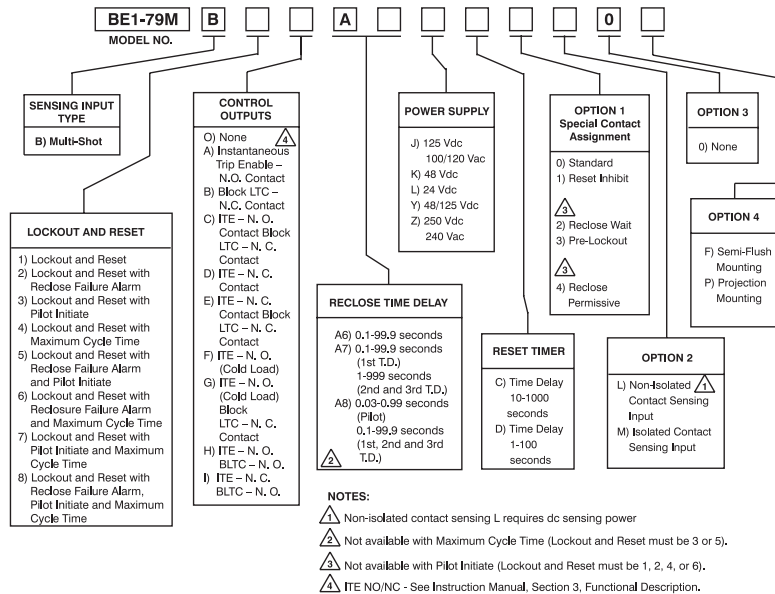 BE1-79M B A 0
MODEL NO.
SENSING INPUT
TYPE
B) Multi-Shot
LOCKOUT AND RESET
1) Lockout and Reset
2) Lockout and Reset with
Reclose Failure Alarm
3) Lockout and Reset with
Pilot Initiate
4) Lockout and Reset with
Maximum Cycle Time
5) Lockout and Reset with
Reclose Failure Alarm
and Pilot Initiate
6) Lockout and Reset with
Reclosure Failure Alarm
and Maximum Cycle Time
7) Lockout and Reset with
Pilot Initiate and Maximum
Cycle Time
8) Lockout and Reset with
Reclose Failure Alarm,
Pilot Initiate and Maximum
Cycle Time
CONTROL
OUTPUTS
O) None 4
A) Instantaneous
Trip Enable –
N.O. Contact
B) Block LTC –
N.C. Contact
C) ITE – N. O.
Contact Block
LTC – N. C.
Contact
D) ITE – N. C.
Contact
E) ITE – N. C.
Contact Block
LTC – N. C.
Contact
F) ITE – N. O.
(Cold Load)
G) ITE – N. O.
(Cold Load)
Block
LTC – N. C.
Contact
H) ITE – N. O.
BLTC – N. O.
I) ITE – N. C.
BLTC – N. O.
RECLOSE TIME DELAY
A6) 0.1-99.9 seconds
A7) 0.1-99.9 seconds
(1st T.D.)
1-999 seconds
(2nd and 3rd T.D.)
A8) 0.03-0.99 seconds
(Pilot)
0.1-99.9 seconds
(1st, 2nd and 3rd
T.D.)
2
POWER SUPPLY
J) 125 Vdc
100/120 Vac
K) 48 Vdc
L) 24 Vdc
Y) 48/125 Vdc
Z) 250 Vdc
240 Vac
RESET TIMER
C) Time Delay
10-1000
seconds
D) Time Delay
1-100
seconds
OPTION 1
Special Contact
Assignment
0) Standard
1) Reset Inhibit
3
2) Reclose Wait
3) Pre-Lockout
3
4) Reclose
Permissive
OPTION 2
L) Non-Isolated 1
Contact Sensing
Input
M) Isolated Contact
Sensing Input
OPTION 3
0) None
OPTION 4
F) Semi-Flush
Mounting
P) Projection
Mounting
NOTES:
1 Non-isolated contact sensing L requires dc sensing power
2 Not available with Maximum Cycle Time (Lockout and Reset must be 3 or 5).
3 Not available with Pilot Initiate (Lockout and Reset must be 1, 2, 4, or 6).
4 ITE NO/NC - See Instruction Manual, Section 3, Functional Description.